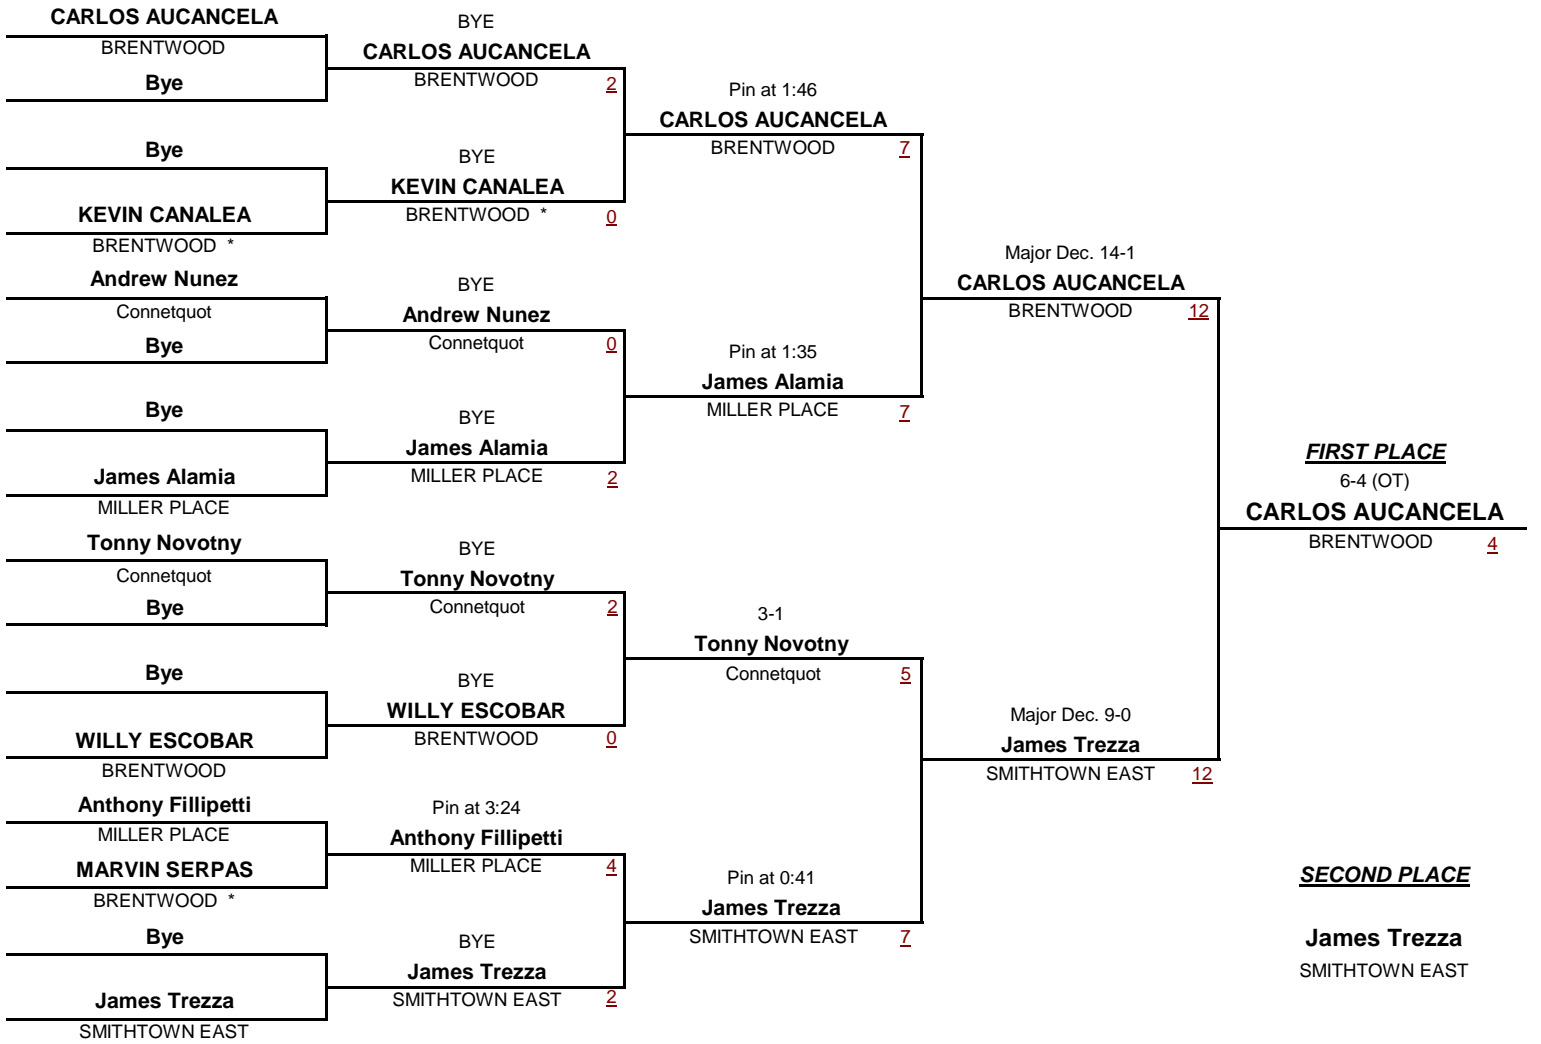 CARLOS AUCANCELA
BRENTWOOD
Bye
Bye
KEVIN CANALEA
BRENTWOOD *
Andrew Nunez
Connetquot
Bye
Bye
James Alamia
MILLER PLACE
Tonny Novotny
Connetquot
Bye
Bye
WILLY ESCOBAR
BRENTWOOD
Anthony Fillipetti
MILLER PLACE
MARVIN SERPAS
BRENTWOOD *
Bye
James Trezza
SMITHTOWN EAST
BYE
CARLOS AUCANCELA
BRENTWOOD 2
BYE
KEVIN CANALEA
BRENTWOOD * 0
BYE
Andrew Nunez
Connetquot 0
BYE
James Alamia
MILLER PLACE 2
BYE
Tonny Novotny
Connetquot 2
BYE
WILLY ESCOBAR
BRENTWOOD 0
Pin at 3:24
Anthony Fillipetti
MILLER PLACE 4
BYE
James Trezza
SMITHTOWN EAST 2
Pin at 1:46
CARLOS AUCANCELA
BRENTWOOD 7
Pin at 1:35
James Alamia
MILLER PLACE 7
3-1
Tonny Novotny
Connetquot 5
Pin at 0:41
James Trezza
SMITHTOWN EAST 7
Major Dec. 14-1
CARLOS AUCANCELA
BRENTWOOD 12
Major Dec. 9-0
James Trezza
SMITHTOWN EAST 12
FIRST PLACE
6-4 (OT)
CARLOS AUCANCELA
BRENTWOOD 4
SECOND PLACE
James Trezza
SMITHTOWN EAST